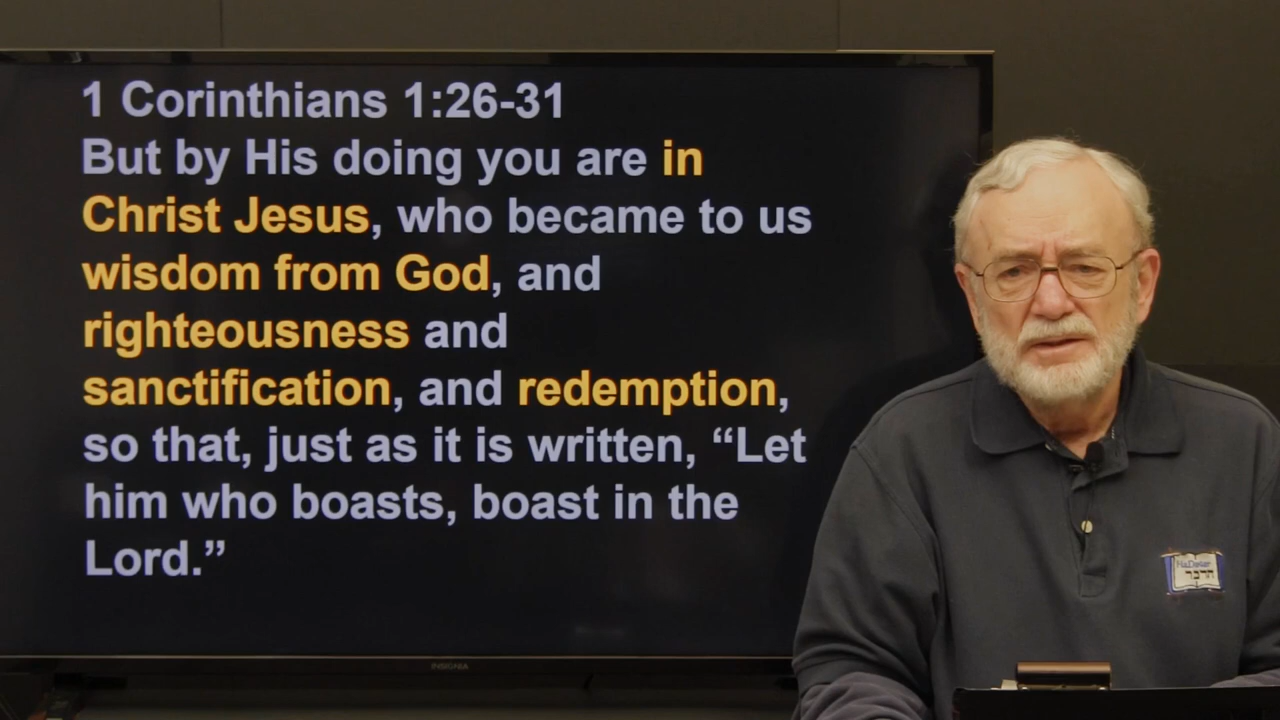 1 Corinthians 1:26-31
But by His doing you are in
Christ Jesus, who became to us
wisdom from God, and
righteousness and
sanctification, and redemption,
so that, just as it is written, “Let
him who boasts, boast in the
Lord.”
INSIGNIA
HaDavar
הדבר